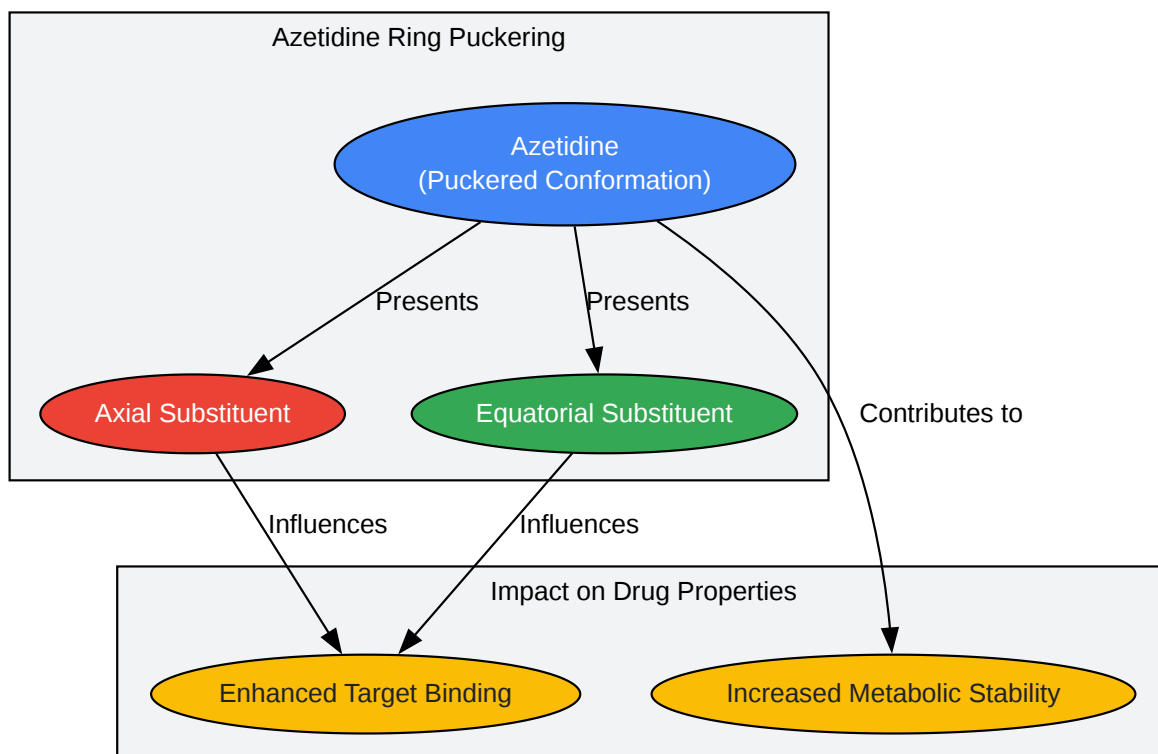 Azetidine Ring Puckering
Azetidine
(Puckered Conformation)
Presents
Presents
Axial Substituent
Equatorial Substituent
Contributes to
Influences
Influences
Impact on Drug Properties
Enhanced Target Binding
Increased Metabolic Stability